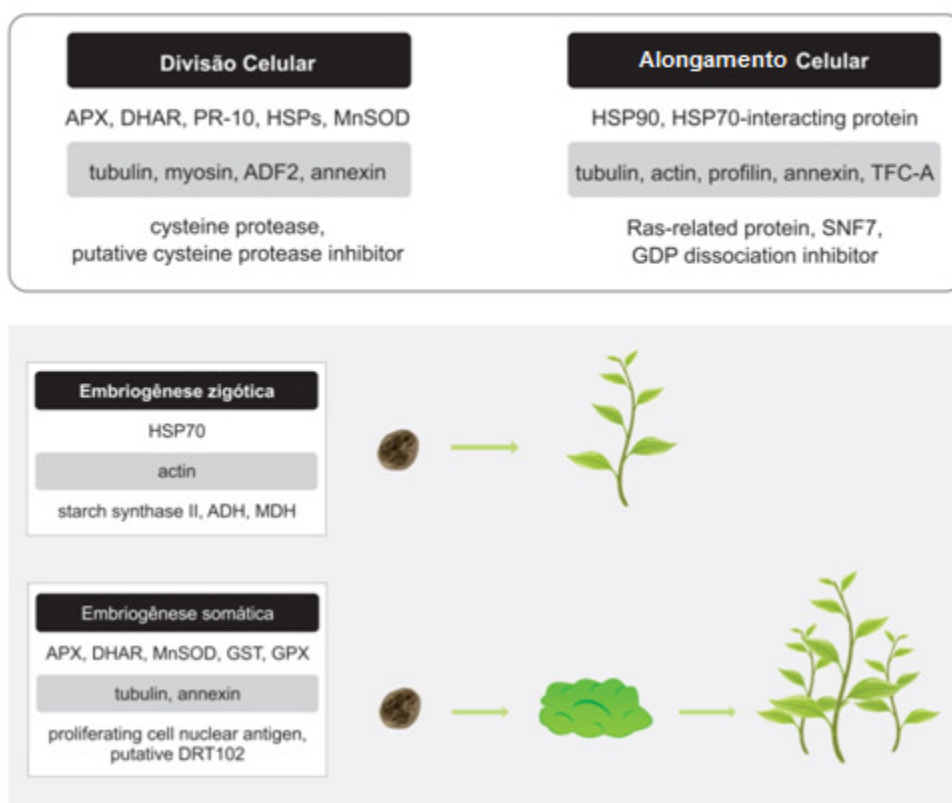 Divisão Celular
APX, DHAR, PR-10, HSPs, MnSOD
tubulin, myosin, ADF2, annexin
cysteine protease,
putative cysteine protease inhibitor
Alongamento Celular
HSP90, HSP70-interacting protein
tubulin, actin, profilin, annexin, TFC-A
Ras-related protein, SNF7,
GDP dissociation inhibitor
Embriogênese zigótica
HSP70
actin
starch synthase II, ADH, MDH
Embriogênese somática
APX, DHAR, MnSOD, GST, GPX
tubulin, annexin
proliferating cell nuclear antigen,
putative DRT102